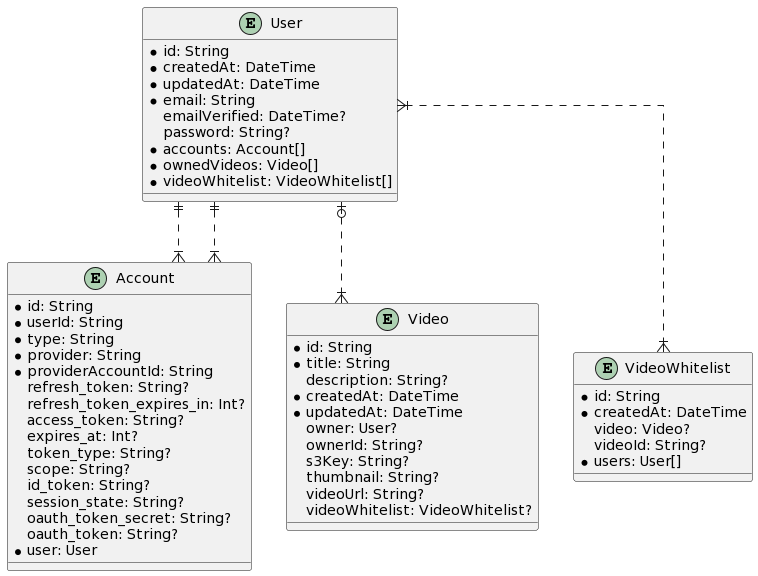 E User
* id: String
* createdAt: DateTime
* updatedAt: DateTime
* email: String
emailVerified: DateTime?
password: String?
* accounts: Account[]
* ownedVideos: Video[]
* videoWhitelist: VideoWhitelist[]
E Account
* id: String
* userId: String
* type: String
* provider: String
* providerAccountId: String
refresh_token: String?
refresh_token_expires_in: Int?
access_token: String?
expires_at: Int?
token_type: String?
scope: String?
id_token: String?
session_state: String?
oauth_token_secret: String?
oauth_token: String?
* user: User
E Video
* id: String
* title: String
description: String?
* createdAt: DateTime
* updatedAt: DateTime
owner: User?
ownerId: String?
s3Key: String?
thumbnail: String?
videoUrl: String?
videoWhitelist: VideoWhitelist?
E VideoWhitelist
* id: String
* createdAt: DateTime
video: Video?
videoId: String?
* users: User[]